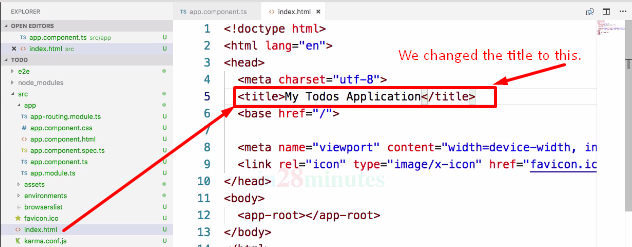 EXPLORER
OPEN EDITORS
app.component.ts src/app U
index.html src U
TODO
e2e
node_modules
src
app
app-routing.module.ts U
app.component.css U
app.component.html U
app.component.spec.ts U
app.component.ts U
app.module.ts U
assets
environments
browserslist U
favicon.ico U
index.html U
karma.conf.js U
app.component.ts
index.html
1 <!doctype html>
2 <html lang="en">
3 <head>
4 <meta charset="utf-8">
We changed the title to this.
5 <title>My Todos Application</title>
6 <base href="/">
7
8 <meta name="viewport" content="width=device-width, in
9 <link rel="icon" type="image/x-icon" href="favicon.ic
28minutes
10 </head>
11 <body>
12 <app-root></app-root>
13 </body>